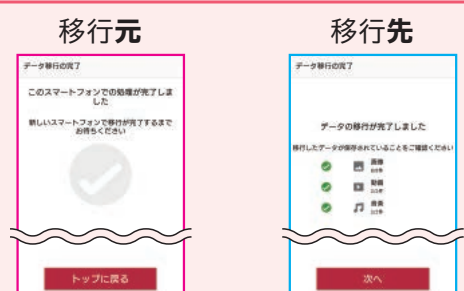 移行元
データ移行の完了
このスマートフォンでの処理が完了しま
した
新しいスマートフォンで移行が完了するまで
お待ちください
トップに戻る
移行先
データ移行の完了
データの移行が完了しました
移行したデータが保存されていることをご確認ください
画像
動画
音楽
次へ